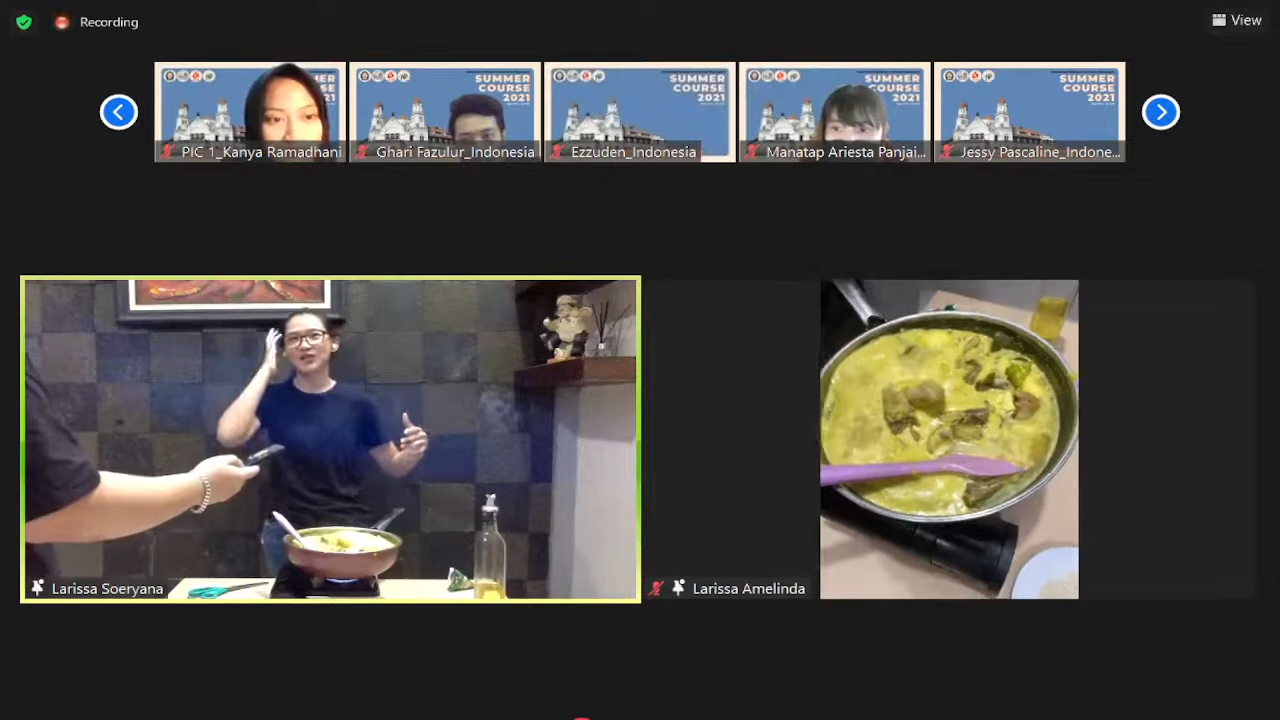 Recording
View
SUMMER
COURSE
2021
PIC 1_Kanya Ramadhani
SUMMER
COURSE
2021
Ghari Fazulur_Indonesia
SUMMER
COURSE
2021
Ezzuden_Indonesia
SUMMER
COURSE
2021
Manatap Ariesta Panjai...
SUMMER
COURSE
2021
Jessy Pascaline_Indone...
Larissa Soeryana
Larissa Amelinda